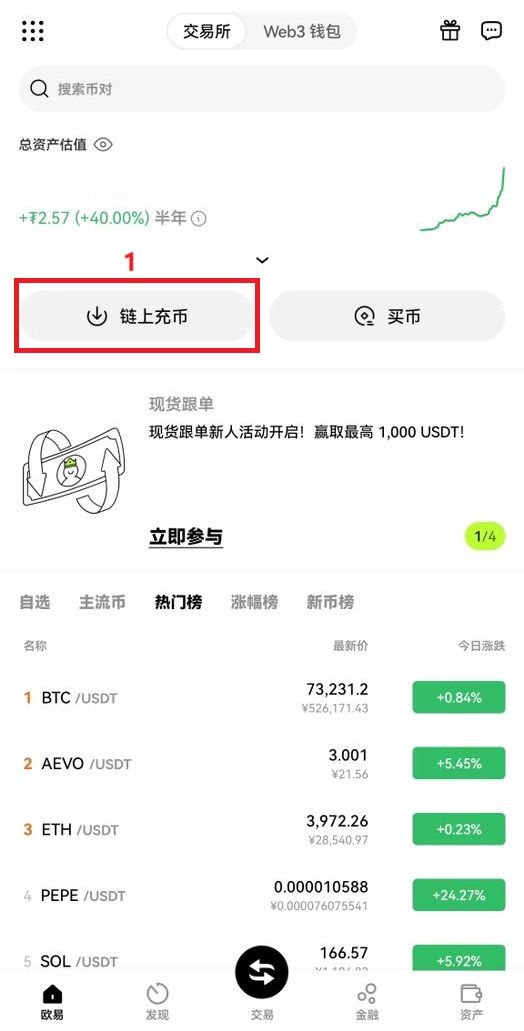 交易所 Web3 钱包
搜索币对
总资产估值
+₮2.57 (+40.00%) 半年
1
链上充币 买币
现货跟单
现货跟单新人活动开启！赢取最高 1,000 USDT!
立即参与 1/4
自选 主流币 热门榜 涨幅榜 新币榜
名称 最新价 今日涨跌
1 BTC /USDT 73,231.2 +0.84%
¥526,171.43
2 AEVO /USDT 3.001 +5.45%
¥21.56
3 ETH /USDT 3,972.26 +0.23%
¥28,540.97
4 PEPE /USDT 0.000010588 +24.27%
¥0.000076075541
5 SOL /USDT 166.57 +5.92%
欧易 发现 交易 金融 资产